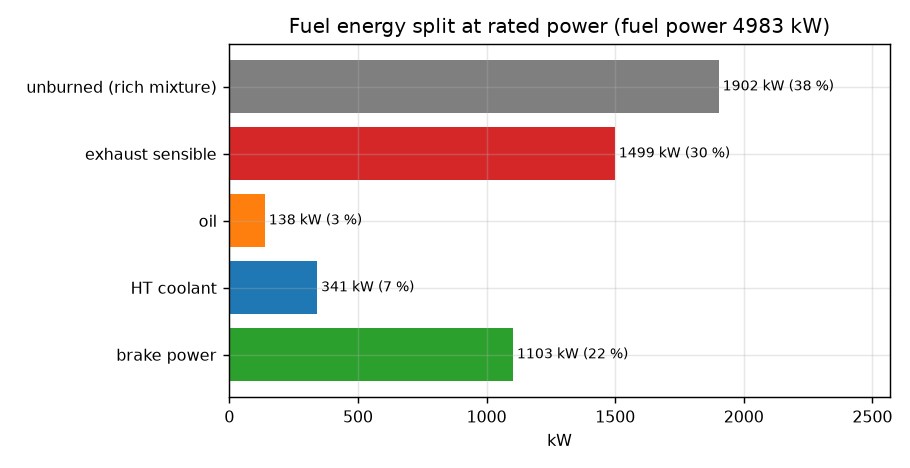 Fuel energy split at rated power (fuel power 4983 kW)
unburned (rich mixture)
1902 kW (38 %)
exhaust sensible
1499 kW (30 %)
oil
138 kW (3 %)
HT coolant
341 kW (7 %)
brake power
1103 kW (22 %)
0 500 1000 1500 2000 2500
kW